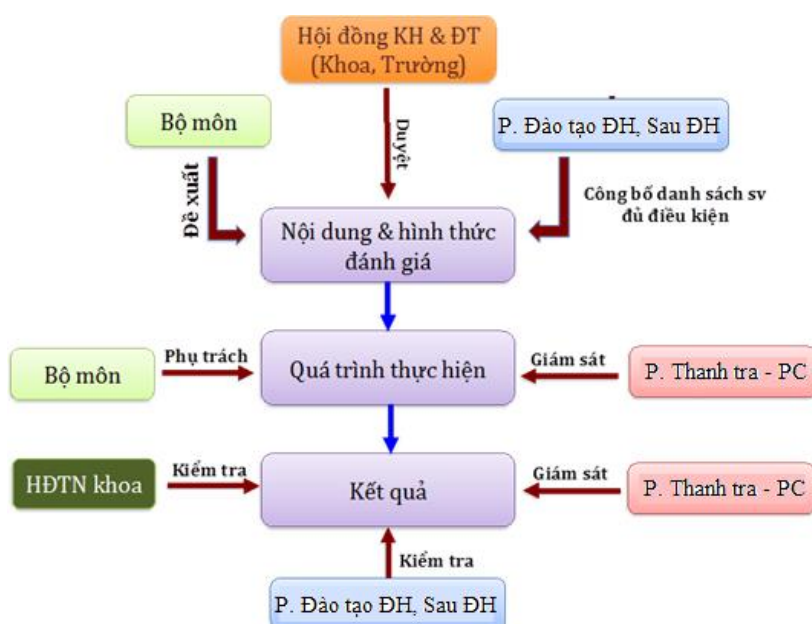 Hội đồng KH & ĐT
(Khoa, Trường)
Bộ môn
P. Đào tạo ĐH, Sau ĐH
Duyệt
Đề xuất
Công bố danh sách sv
đủ điều kiện
Nội dung & hình thức
đánh giá
Bộ môn
Phụ trách
Quá trình thực hiện
Giám sát
P. Thanh tra - PC
HĐTN khoa
Kiểm tra
Kết quả
Giám sát
P. Thanh tra - PC
Kiểm tra
P. Đào tạo ĐH, Sau ĐH